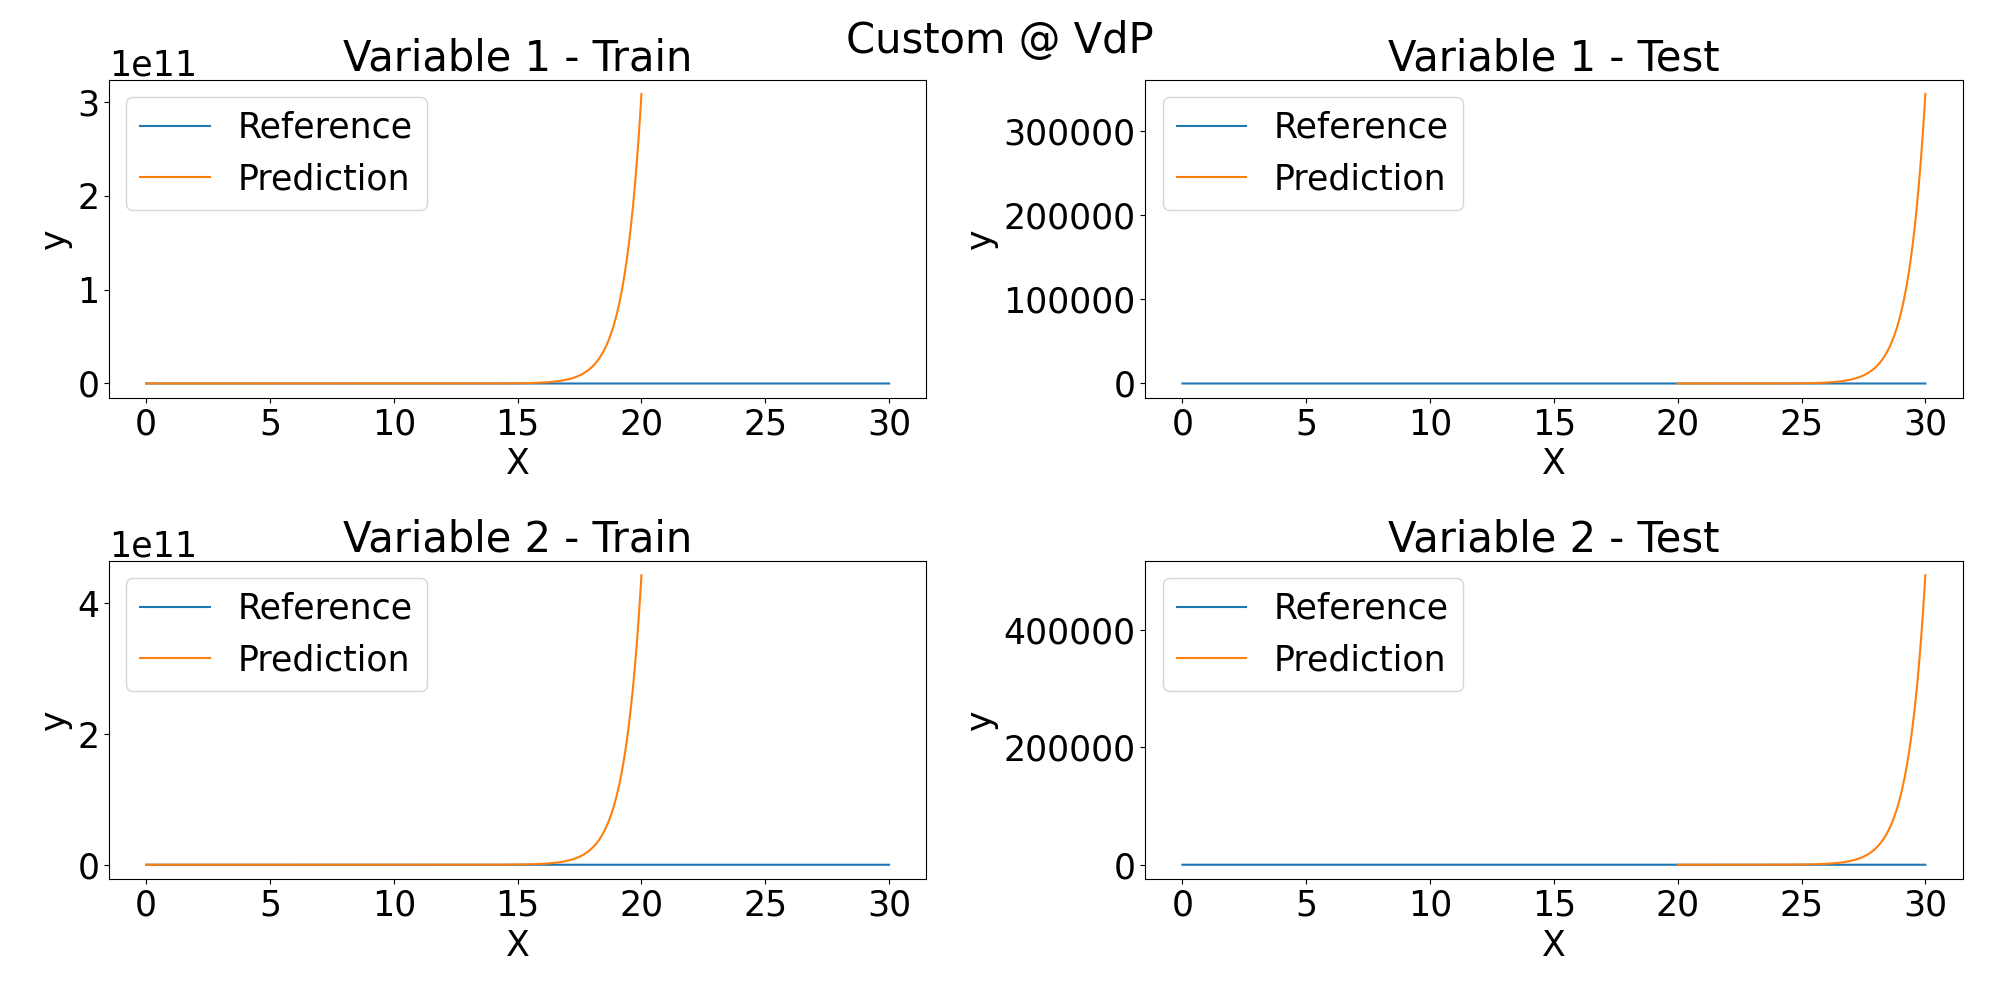 Custom @ VdP
Variable 1 - Train
1e11
3
2
1
0
y
Reference
Prediction
0 5 10 15 20 25 30
X
Variable 1 - Test
300000
200000
100000
0
y
Reference
Prediction
0 5 10 15 20 25 30
X
Variable 2 - Train
1e11
4
2
0
y
Reference
Prediction
0 5 10 15 20 25 30
X
Variable 2 - Test
400000
200000
0
y
Reference
Prediction
0 5 10 15 20 25 30
X